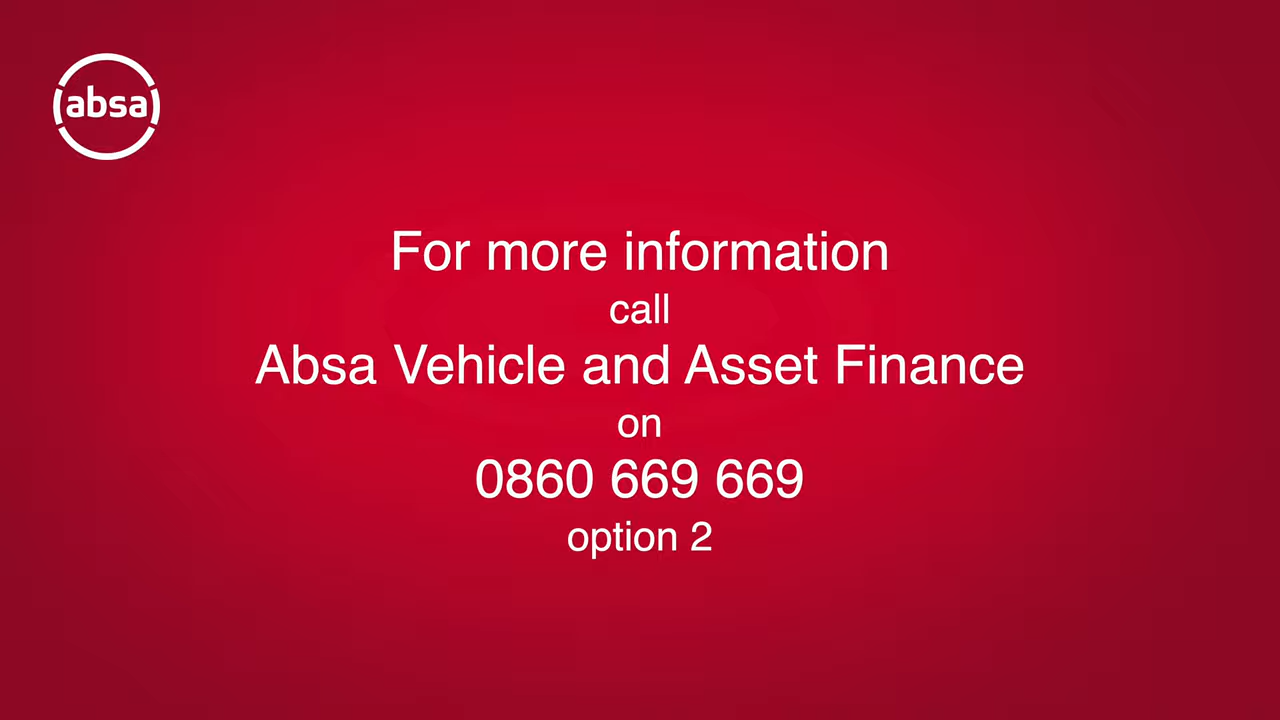 absa
For more information
call
Absa Vehicle and Asset Finance
on
0860 669 669
option 2